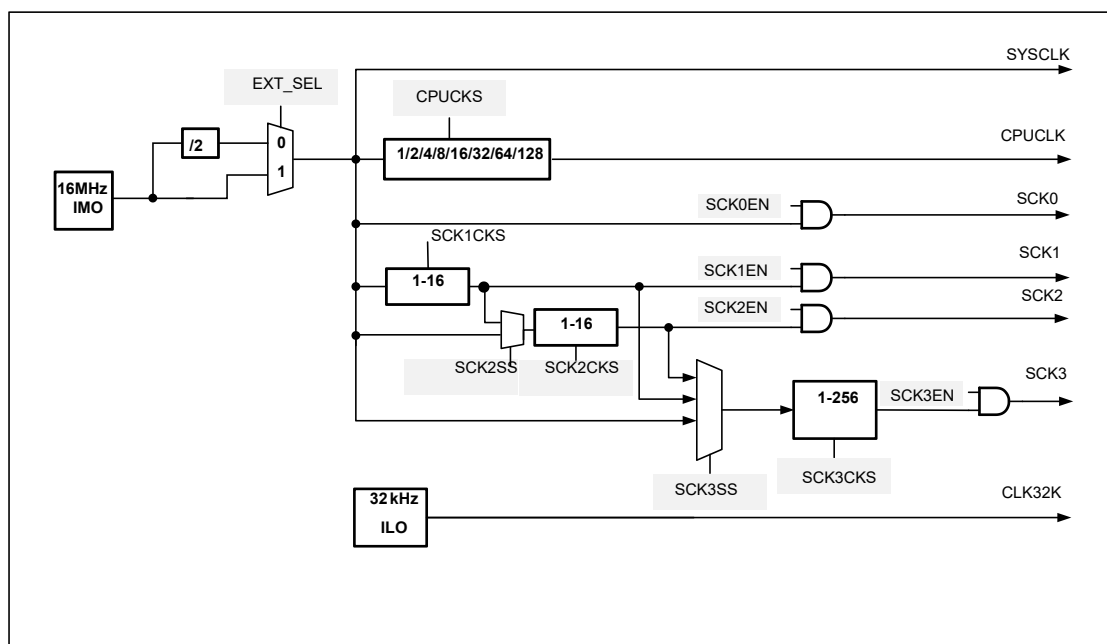 SYSCLK
EXT_SEL
CPUCKS
CPUCLK
/2
0
1
1/2/4/8/16/32/64/128
16MHz
IMO
SCK0EN
SCK0
SCK1CKS
SCK1
1-16
SCK1EN
SCK2
SCK2EN
1-16
SCK2SS
SCK2CKS
SCK3
1-256
SCK3EN
SCK3SS
SCK3CKS
32kHz
ILO
CLK32K